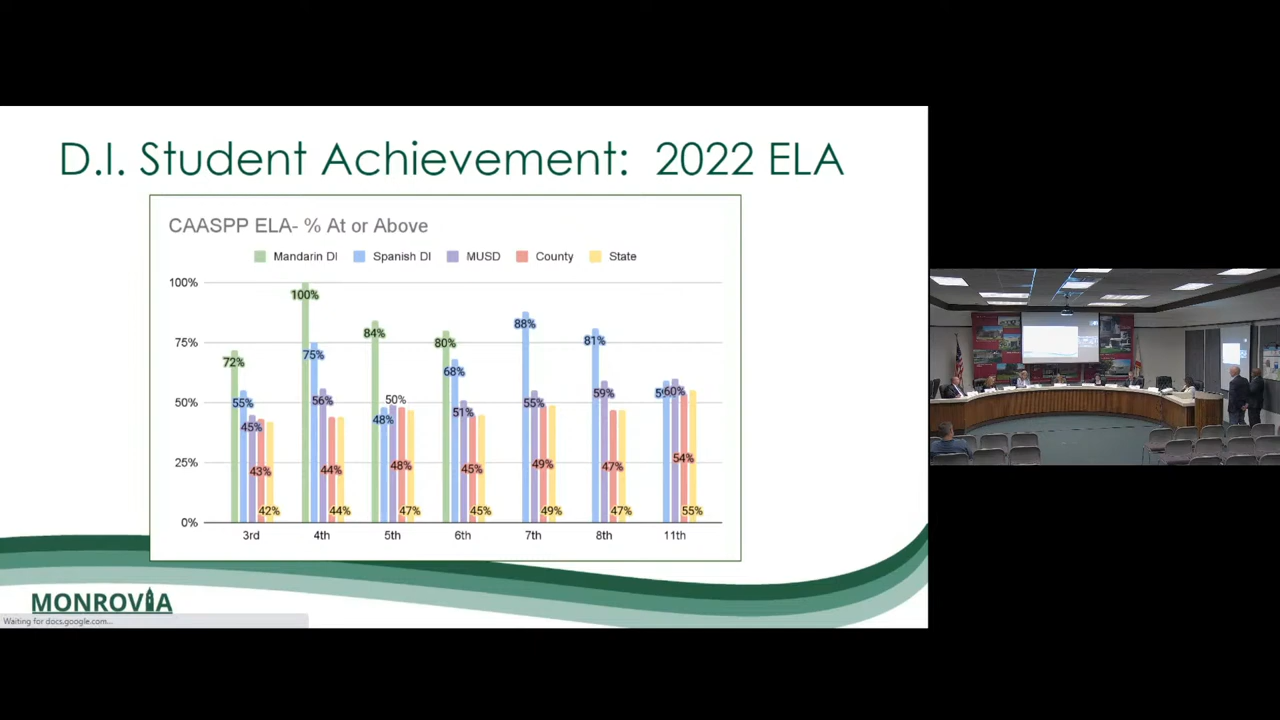 D.I. Student Achievement: 2022 ELA
CAASPP ELA- % At or Above
Mandarin DI Spanish DI MUSD County State
100%
75%
50%
25%
0%
72% 55% 45% 43% 42%
100% 75% 56% 44% 44%
84% 48% 50% 48% 47%
80% 68% 51% 45% 45%
88% 55% 49% 49%
81% 59% 47% 47%
60% 54% 55%
3rd 4th 5th 6th 7th 8th 11th
MONROVIA
Waiting for docs.google.com...